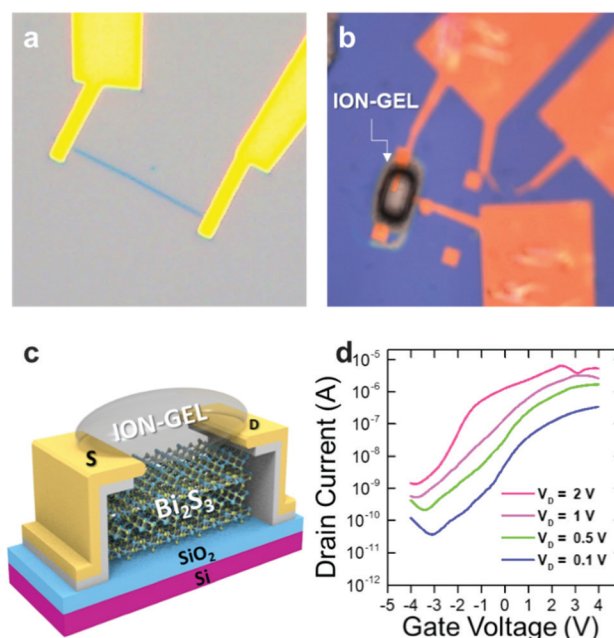 a
b
ION-GEL
c
ION-GEL
S
D
Bi₂S₃
SiO₂
Si
d
Drain Current (A)
10⁻⁵
10⁻⁶
10⁻⁷
10⁻⁸
10⁻⁹
10⁻¹⁰
10⁻¹¹
10⁻¹²
V_D = 2 V
V_D = 1 V
V_D = 0.5 V
V_D = 0.1 V
-4 -3 -2 -1 0 1 2 3 4
Gate Voltage (V)